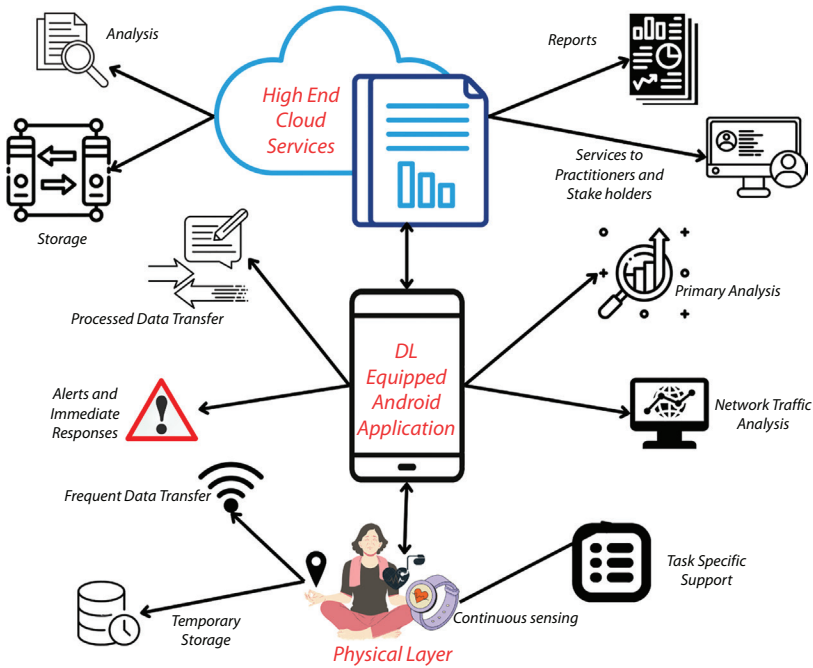 Analysis
Reports
High End
Cloud
Services
Services to
Practitioners and
Stake holders
Storage
Primary Analysis
Processed Data Transfer
DL
Equipped
Android
Application
Alerts and
Immediate
Responses
Network Traffic
Analysis
Frequent Data Transfer
Task Specific
Support
Temporary
Storage
Continuous sensing
Physical Layer